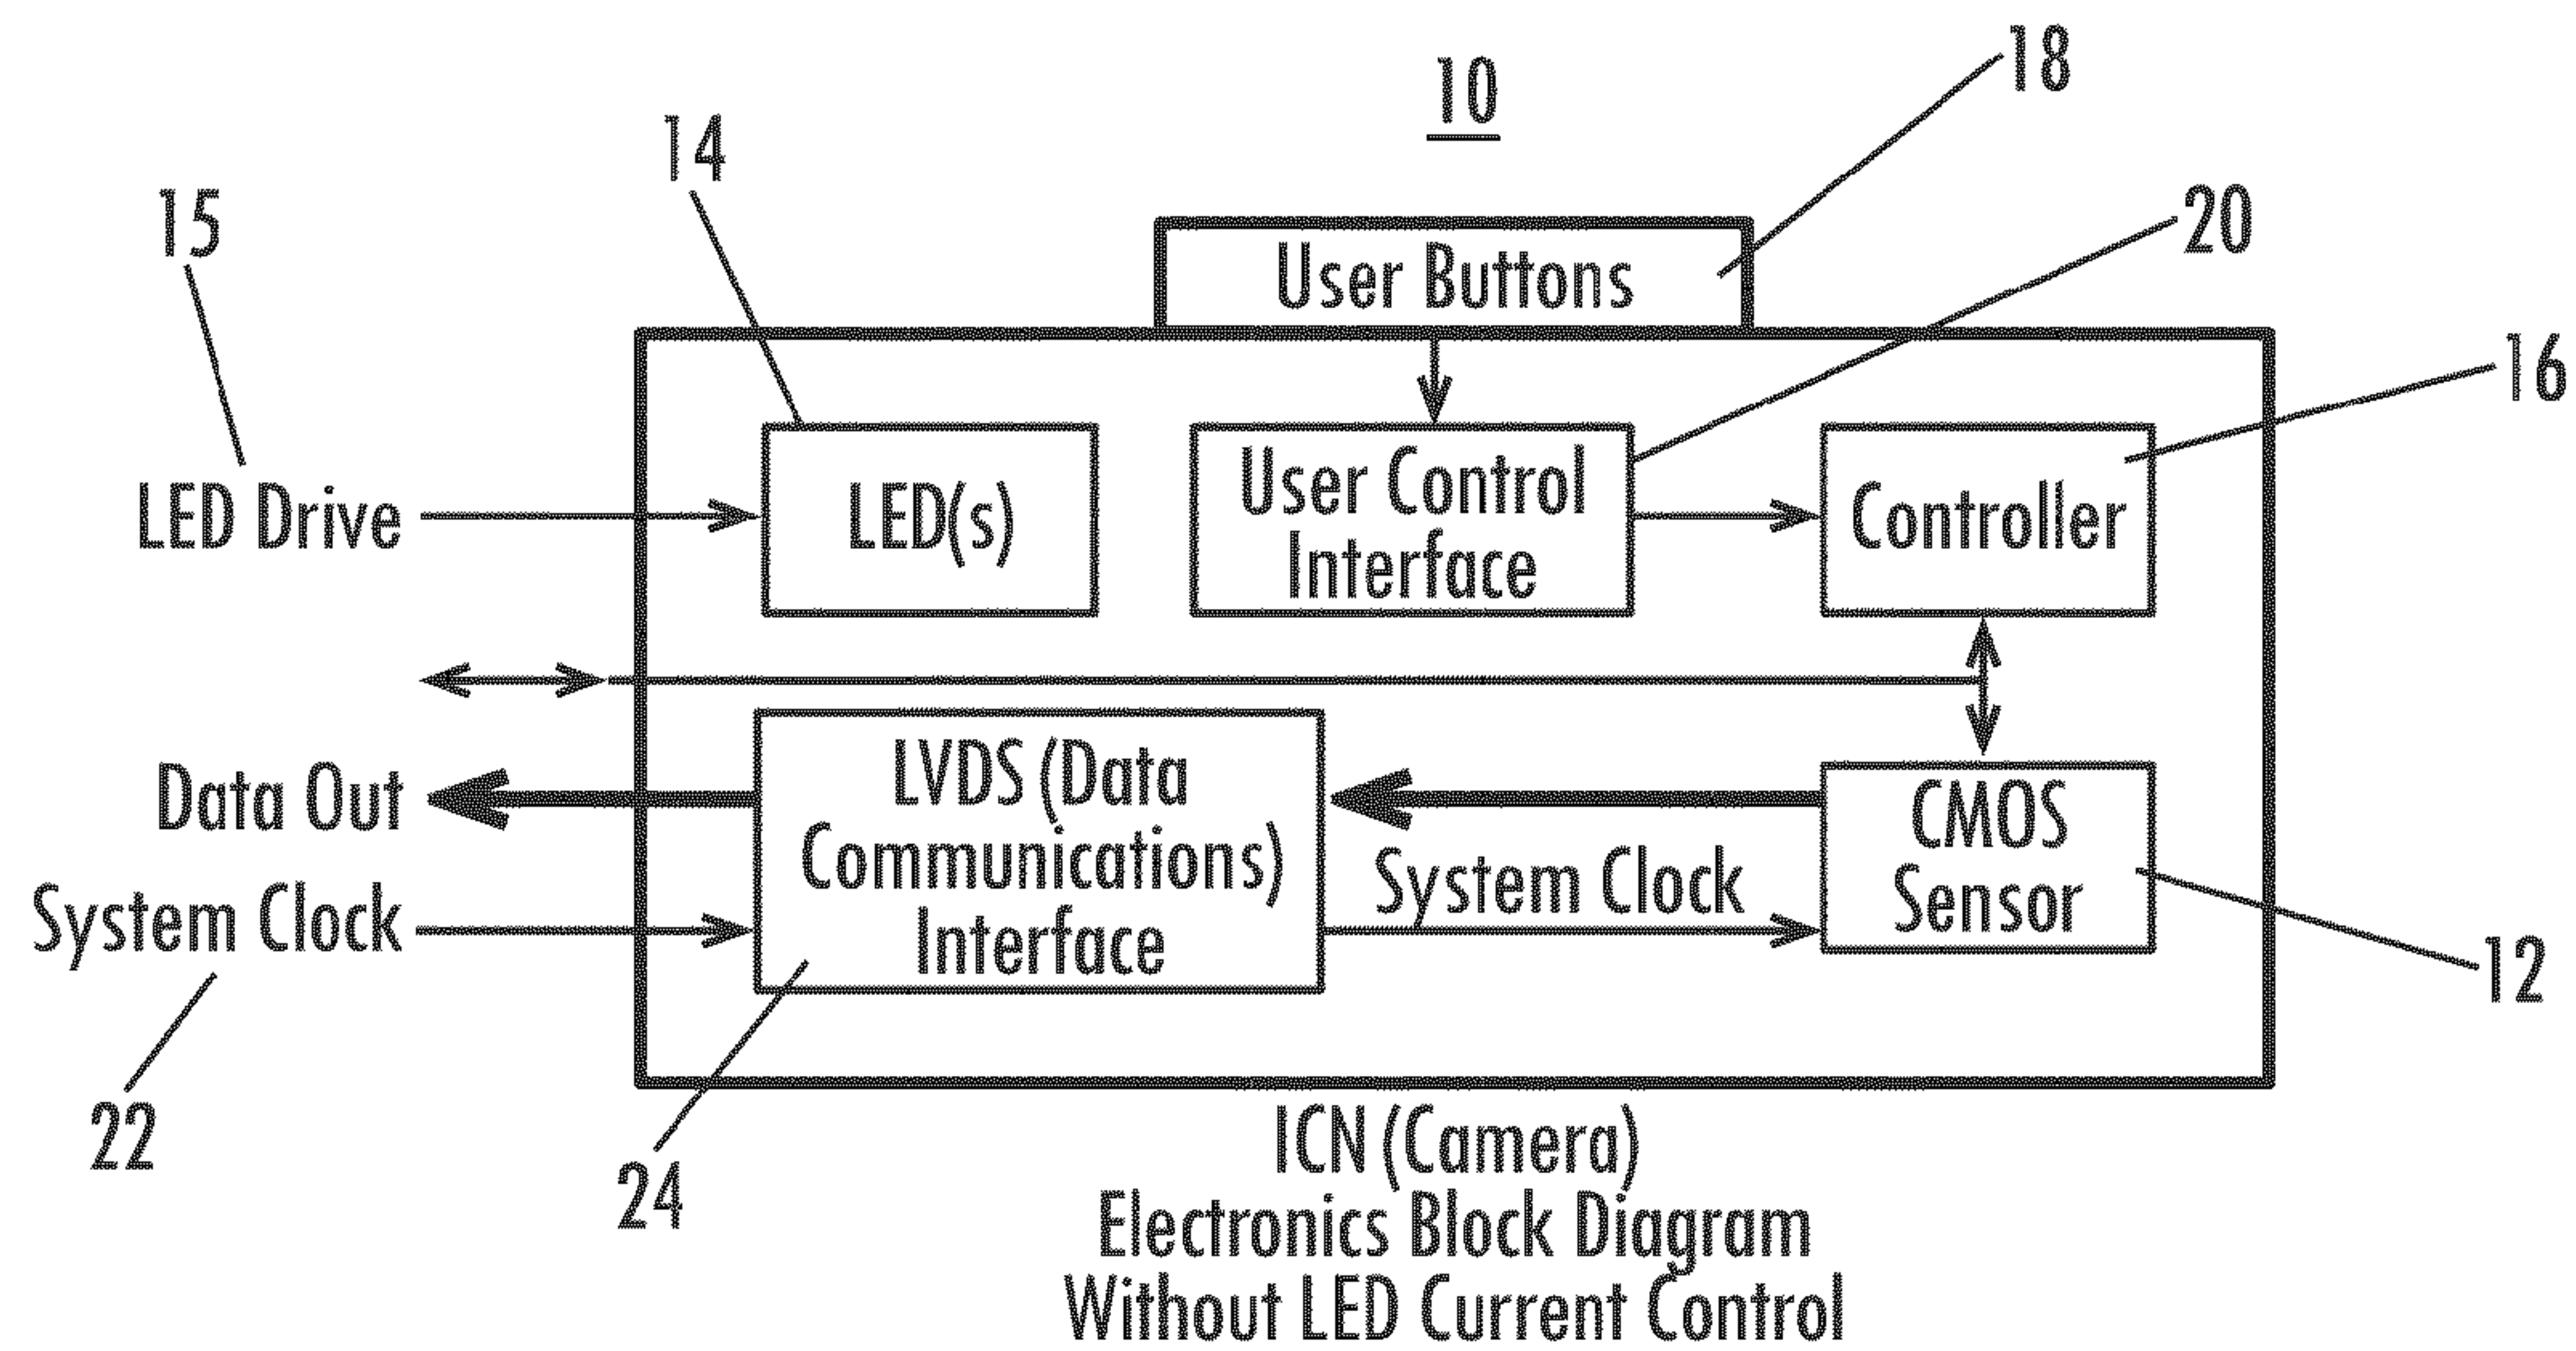 10
18
14
15
20
User Buttons
16
LED Drive
LED(s)
User Control
Interface
Controller
Data Out
LVDS (Data
Communications)
Interface
System Clock
CMOS
Sensor
System Clock
12
22
24
ICN (Camera)
Electronics Block Diagram
Without LED Current Control